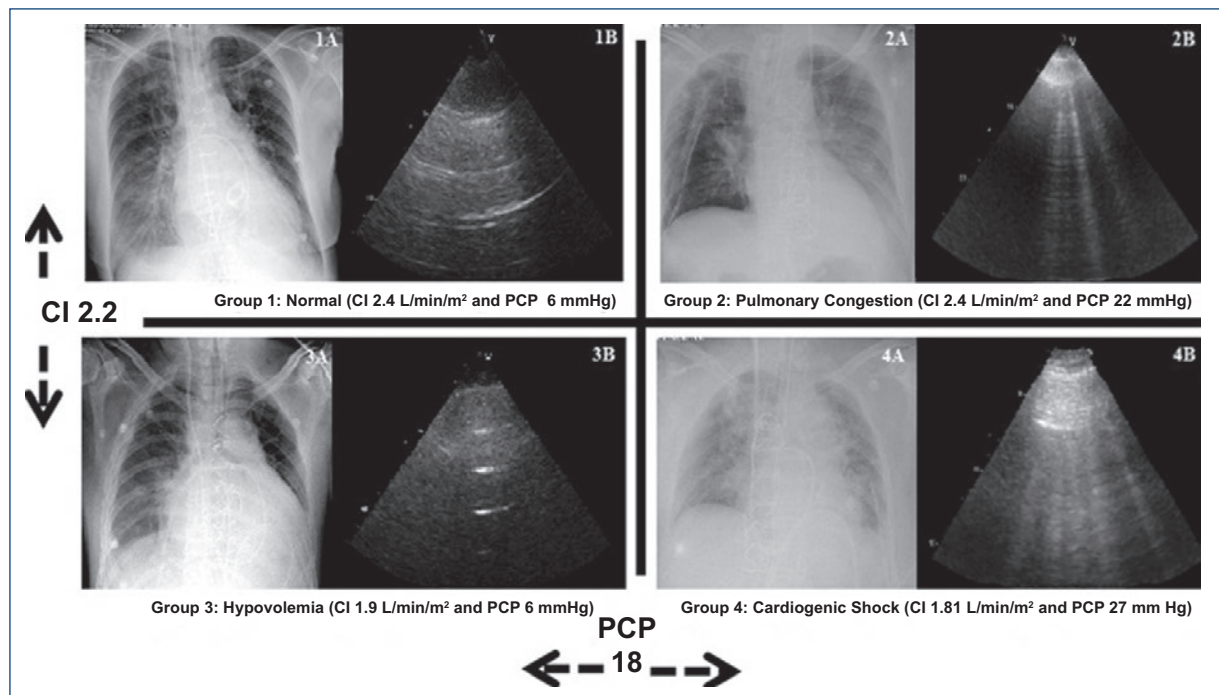 1A
1B
2A
2B
Group 1: Normal (CI 2.4 L/min/m² and PCP 6 mmHg)
Group 2: Pulmonary Congestion (CI 2.4 L/min/m² and PCP 22 mmHg)
CI 2.2
3A
3B
4A
4B
Group 3: Hypovolemia (CI 1.9 L/min/m² and PCP 6 mmHg)
Group 4: Cardiogenic Shock (CI 1.81 L/min/m² and PCP 27 mm Hg)
PCP
18